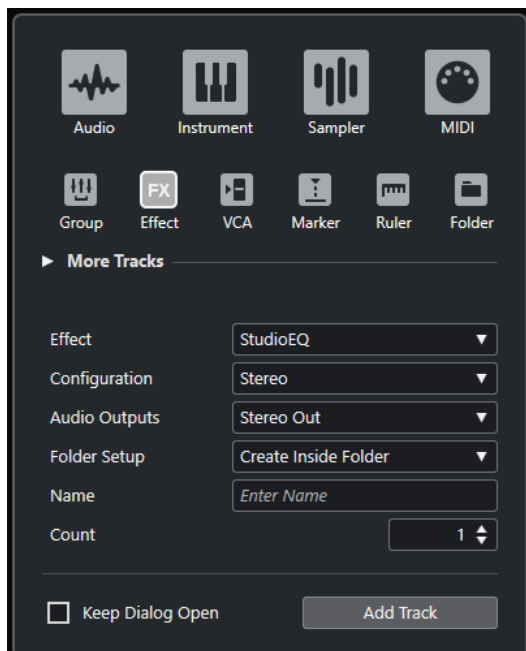 Audio Instrument Sampler MIDI
FX
Group Effect VCA Marker Ruler Folder
More Tracks
Effect StudioEQ
Configuration Stereo
Audio Outputs Stereo Out
Folder Setup Create Inside Folder
Name Enter Name
Count 1
Keep Dialog Open Add Track